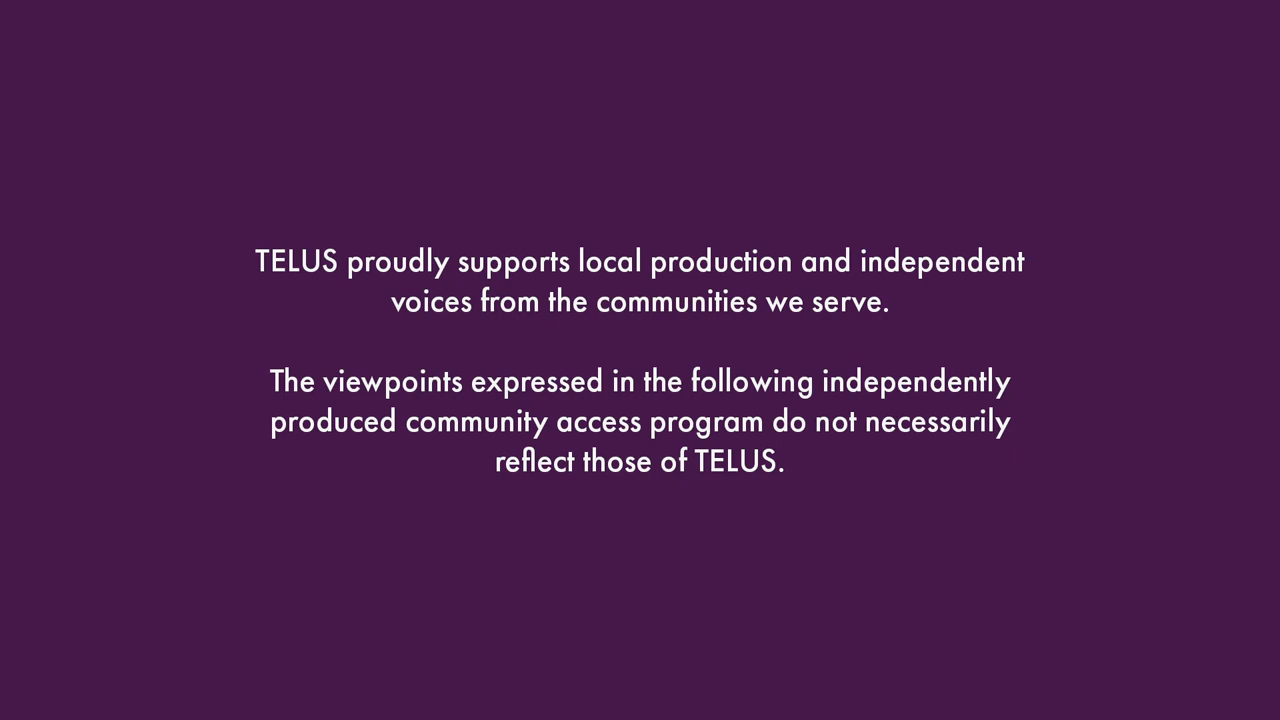 TELUS proudly supports local production and independent
voices from the communities we serve.
The viewpoints expressed in the following independently
produced community access program do not necessarily
reflect those of TELUS.